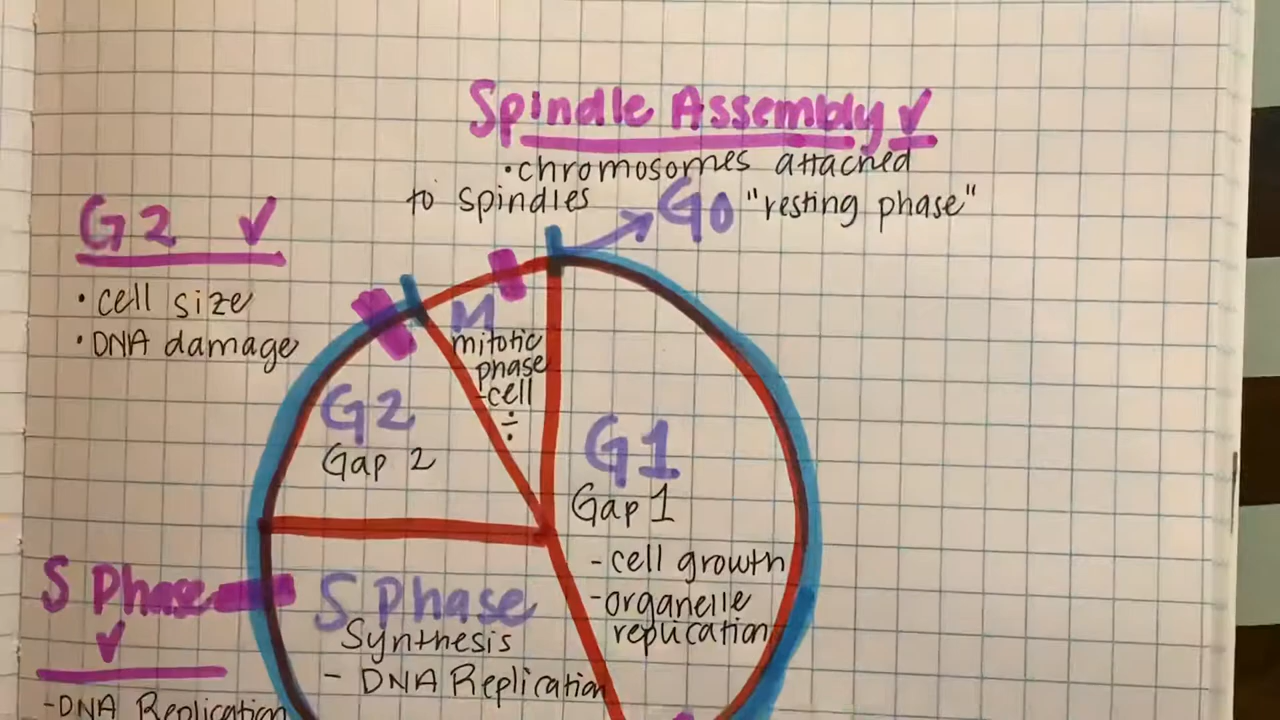 Spindle Assembly ✓
• chromosomes attached
to spindles
G0 "resting phase"
G2 ✓
• cell size
• DNA damage
M
mitotic
phase
-cell
÷
G2
Gap 2
G1
Gap 1
- cell growth
- organelle
replication
S Phase
✓
- DNA Replication
S Phase
Synthesis
- DNA Replication